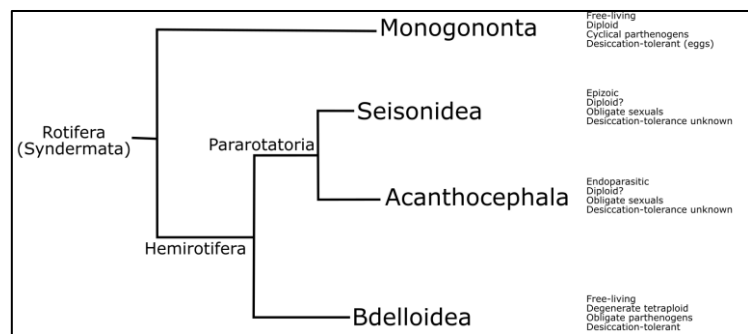 Monogononta
Free-living
Diploid
Cyclical parthenogens
Desiccation-tolerant (eggs)
Seisonidea
Epizoic
Diploid?
Obligate sexuals
Desiccation-tolerance unknown
Rotifera
(Syndermata)
Pararotatoria
Acanthocephala
Endoparasitic
Diploid?
Obligate sexuals
Desiccation-tolerance unknown
Hemirotifera
Bdelloidea
Free-living
Degenerate tetraploid
Obligate parthenogens
Desiccation-tolerant